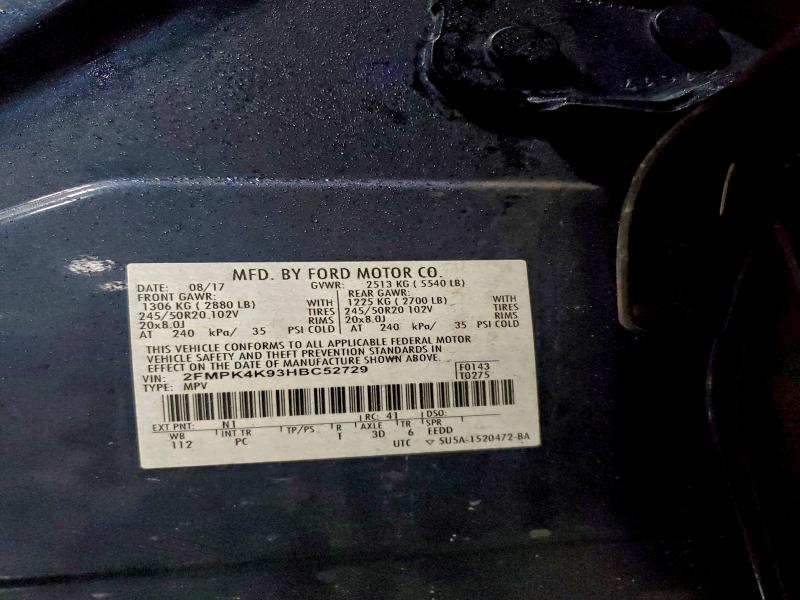 MFD. BY FORD MOTOR CO.
DATE: 08/17 GVWR: 2513 KG ( 5540 LB)
FRONT GAWR: REAR GAWR:
1306 KG ( 2880 LB) WITH 1225 KG ( 2700 LB) WITH
245/50R20 102V TIRES 245/50R20 102V TIRES
20x8.0J RIMS 20x8.0J RIMS
AT 240 kPa/ 35 PSI COLD AT 240 kPa/ 35 PSI COLD
THIS VEHICLE CONFORMS TO ALL APPLICABLE FEDERAL MOTOR
VEHICLE SAFETY AND THEFT PREVENTION STANDARDS IN
EFFECT ON THE DATE OF MANUFACTURE SHOWN ABOVE.
VIN: 2FMPK4K93HBC52729 F0143
TYPE: MPV T0275
EXT PNT: N1 RC: 41 DSO:
WB INT TR TP/PS R AXLE TR SPR
112 PC T 3D 6 EEDD
UTC ▽ 5U5A-1520472-BA